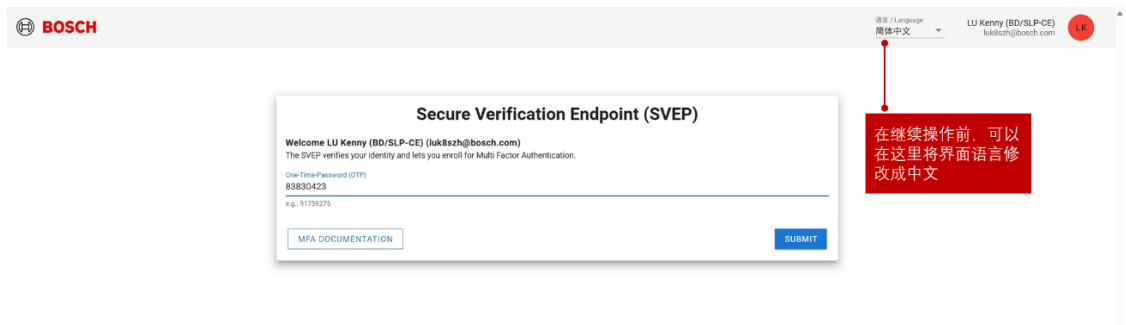 BOSCH
语言 / Language
简体中文
LU Kenny (BD/SLP-CE)
luk8szh@bosch.com
LK
Secure Verification Endpoint (SVEP)
Welcome LU Kenny (BD/SLP-CE) (luk8szh@bosch.com)
The SVEP verifies your identity and lets you enroll for Multi Factor Authentication.
One-Time-Password (OTP)
83830423
e.g.: 91759275
MFA DOCUMENTATION
SUBMIT
在继续操作前，可以
在这里将界面语言修
改成中文